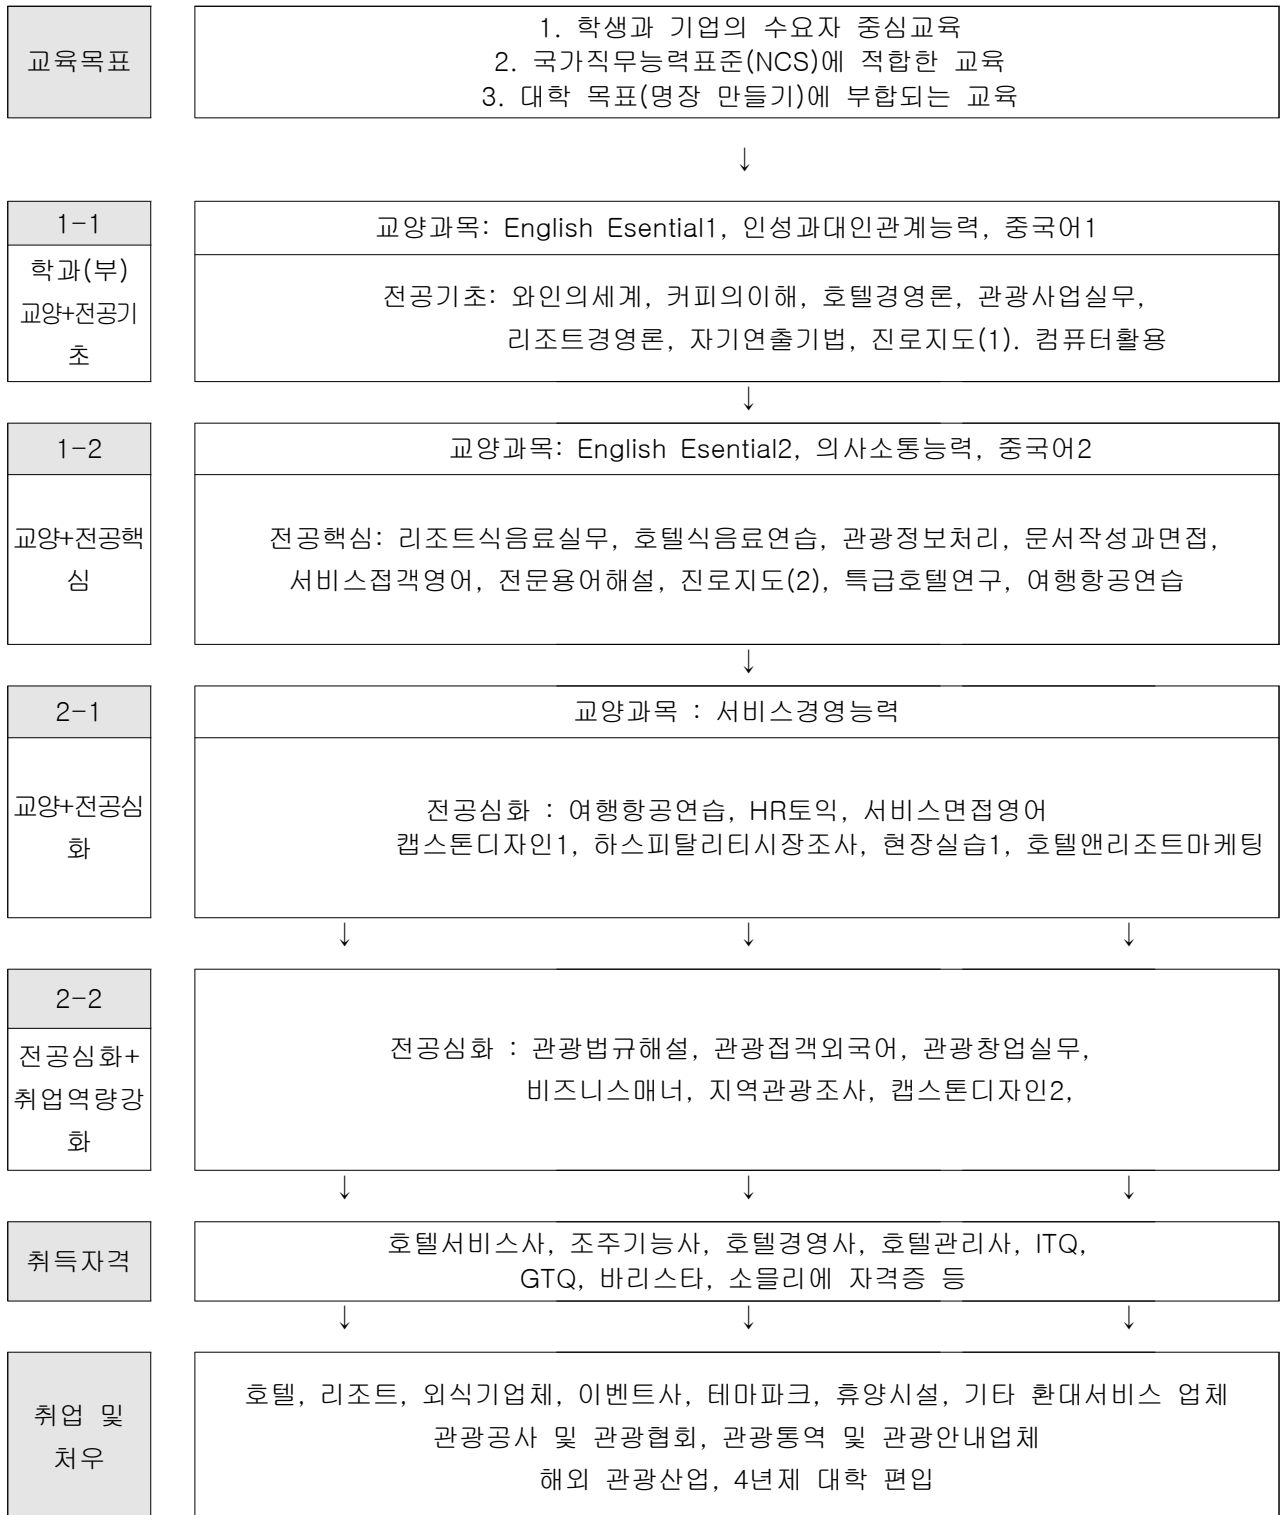 교육목표
1. 학생과 기업의 수요자 중심교육
2. 국가직무능력표준(NCS)에 적합한 교육
3. 대학 목표(명장 만들기)에 부합되는 교육
↓
1-1
교양과목: English Esential1, 인성과대인관계능력, 중국어1
학과(부)
교양+전공기
초
전공기초: 와인의세계, 커피의이해, 호텔경영론, 관광사업실무,
리조트경영론, 자기연출기법, 진로지도(1). 컴퓨터활용
↓
1-2
교양과목: English Esential2, 의사소통능력, 중국어2
교양+전공핵
심
전공핵심: 리조트식음료실무, 호텔식음료연습, 관광정보처리, 문서작성과면접,
서비스접객영어, 전문용어해설, 진로지도(2), 특급호텔연구, 여행항공연습
↓
2-1
교양과목 : 서비스경영능력
교양+전공심
화
전공심화 : 여행항공연습, HR토익, 서비스면접영어
캡스톤디자인1, 하스피탈리티시장조사, 현장실습1, 호텔앤리조트마케팅
↓ ↓ ↓
2-2
전공심화+
취업역량강
화
전공심화 : 관광법규해설, 관광접객외국어, 관광창업실무,
비즈니스매너, 지역관광조사, 캡스톤디자인2,
↓ ↓ ↓
취득자격
호텔서비스사, 조주기능사, 호텔경영사, 호텔관리사, ITQ,
GTQ, 바리스타, 소믈리에 자격증 등
↓ ↓ ↓
취업 및
처우
호텔, 리조트, 외식기업체, 이벤트사, 테마파크, 휴양시설, 기타 환대서비스 업체
관광공사 및 관광협회, 관광통역 및 관광안내업체
해외 관광산업, 4년제 대학 편입